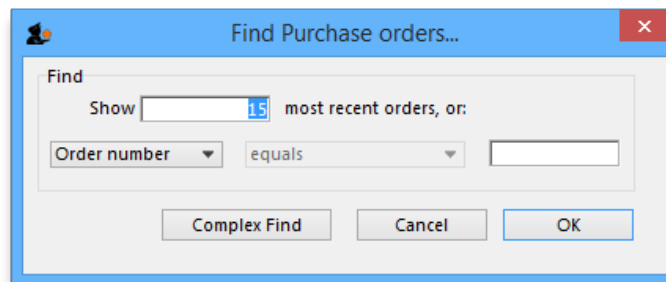 Find Purchase orders...
Find
Show 15 most recent orders, or:
Order number equals
Complex Find Cancel OK